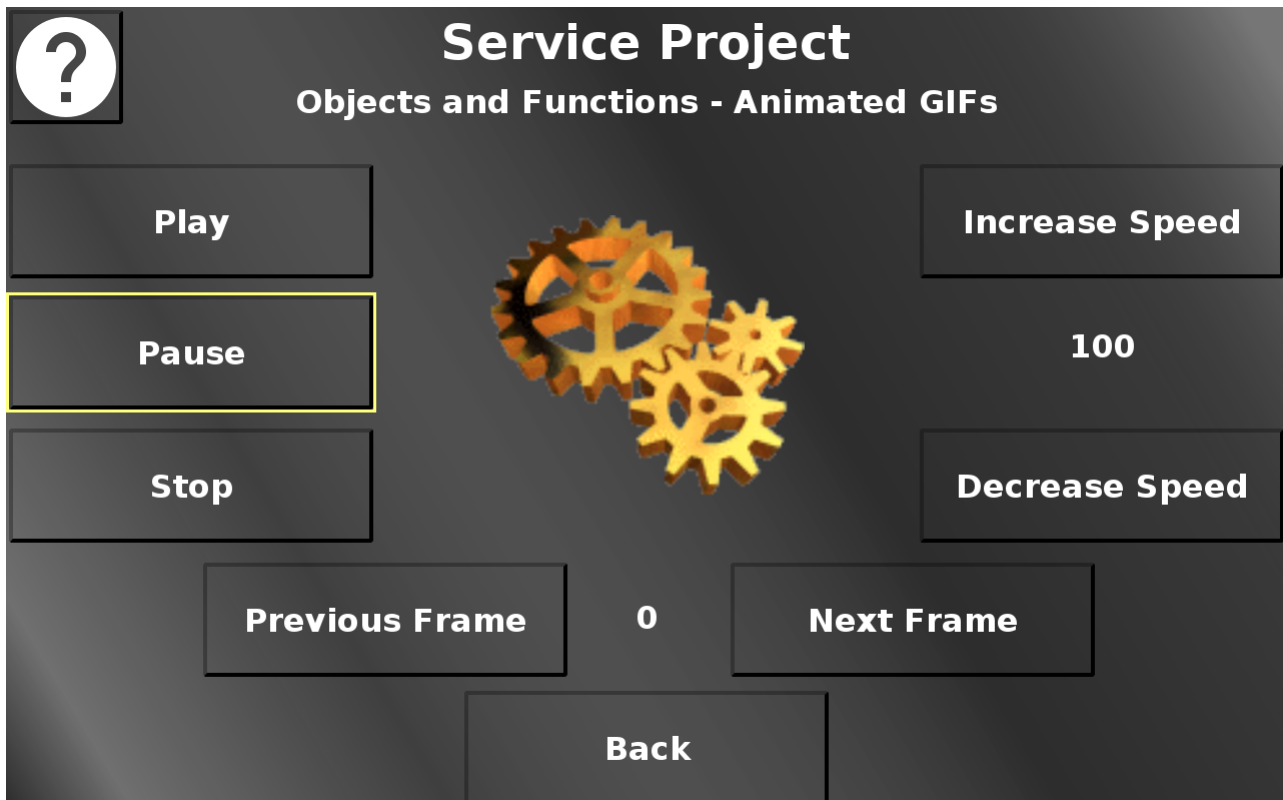 ?
Service Project
Objects and Functions - Animated GIFs
Play
Increase Speed
Pause
100
Stop
Decrease Speed
Previous Frame
0
Next Frame
Back